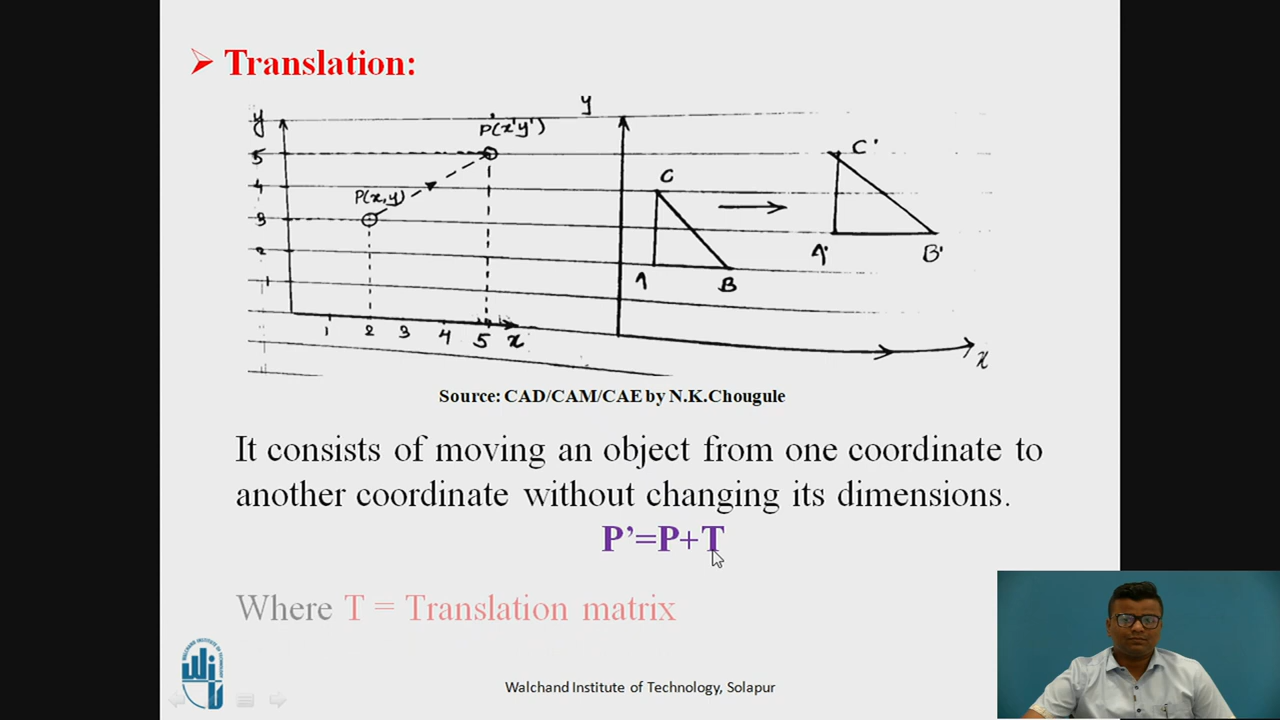 ➢ Translation:
y
5
4
3
2
1
P(x,y)
P(x'y')
1 2 3 4 5 x
y
C
A B
C'
A' B'
x
Source: CAD/CAM/CAE by N.K.Chougule
It consists of moving an object from one coordinate to
another coordinate without changing its dimensions.
P’=P+T
Where T = Translation matrix
Walchand Institute of Technology, Solapur